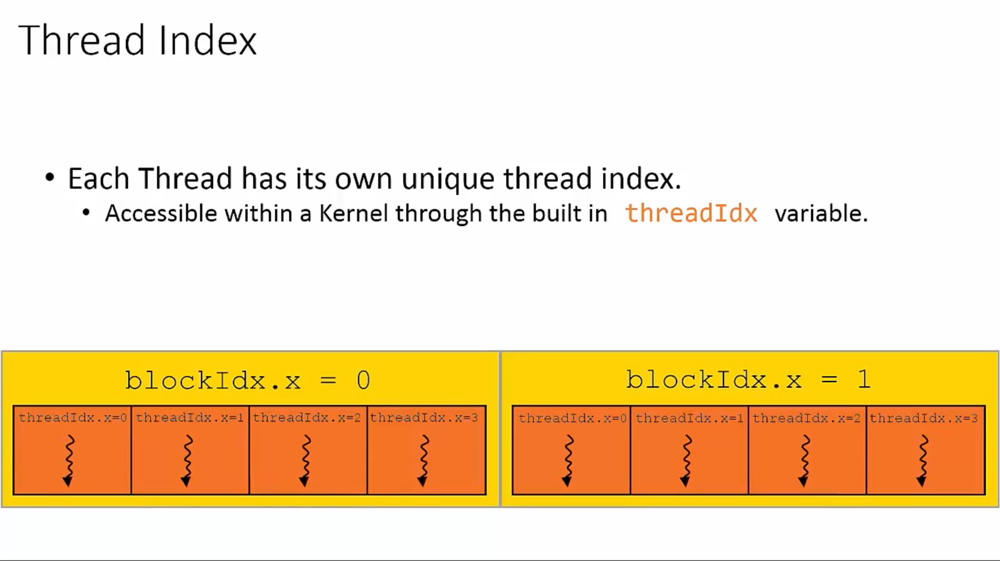 Thread Index
• Each Thread has its own unique thread index.
• Accessible within a Kernel through the built in threadIdx variable.
blockIdx.x = 0
threadIdx.x=0 threadIdx.x=1 threadIdx.x=2 threadIdx.x=3
blockIdx.x = 1
threadIdx.x=0 threadIdx.x=1 threadIdx.x=2 threadIdx.x=3